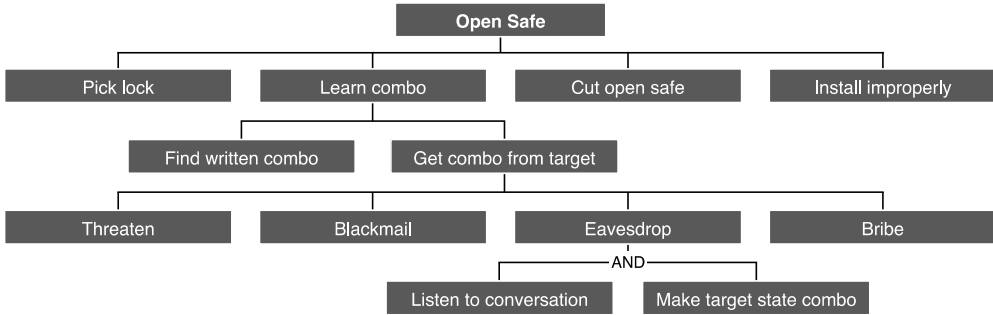 Open Safe
Pick lock
Learn combo
Cut open safe
Install improperly
Find written combo
Get combo from target
Threaten
Blackmail
Eavesdrop
Bribe
AND
Listen to conversation
Make target state combo